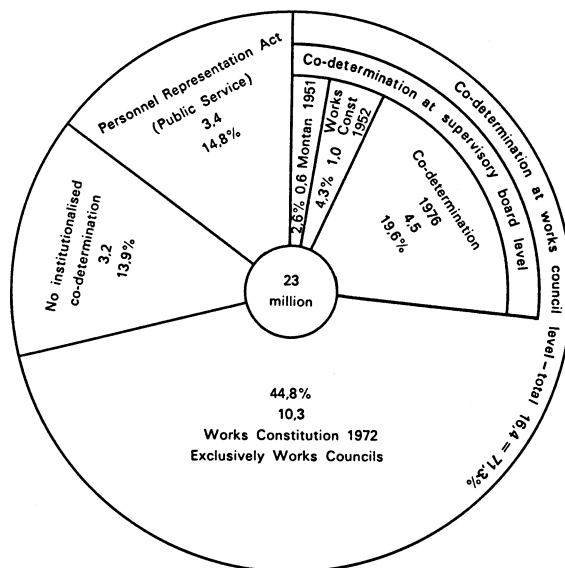 Personnel Representation Act
(Public Service)
3.4
14.8%
Co-determination at works council level – total 16,4 = 71,3%
Co-determination at supervisory board level
2,6% 0,6 Montan 1951
Works
Const
1952
4.3% 1.0
Co-determination
1976
4.5
19.6%
No institutionalised
co-determination
3.2
13.9%
23
million
44,8%
10,3
Works Constitution 1972
Exclusively Works Councils